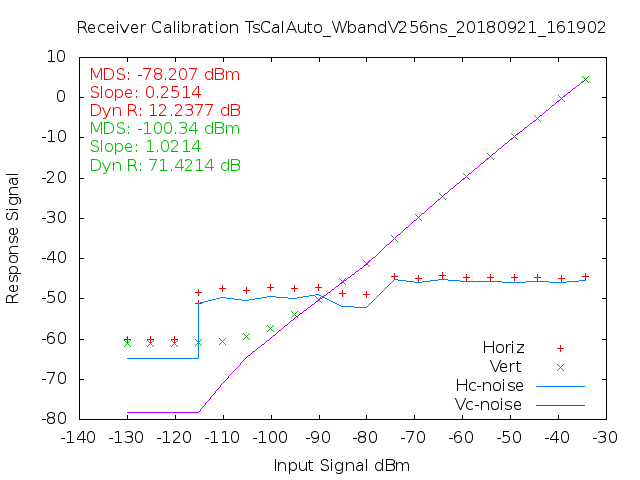 Receiver Calibration TsCalAuto_WbandV256ns_20180921_161902
10
MDS: -78.207 dBm
Slope: 0.2514
0
Dyn R: 12.2377 dB
MDS: -100.34 dBm
-10
Slope: 1.0214
Dyn R: 71.4214 dB
-20
-30
Response Signal
-40
-50
-60
Horiz
Vert
-70
Hc-noise
Vc-noise
-80
-140 -130 -120 -110 -100 -90 -80 -70 -60 -50 -40 -30
Input Signal dBm